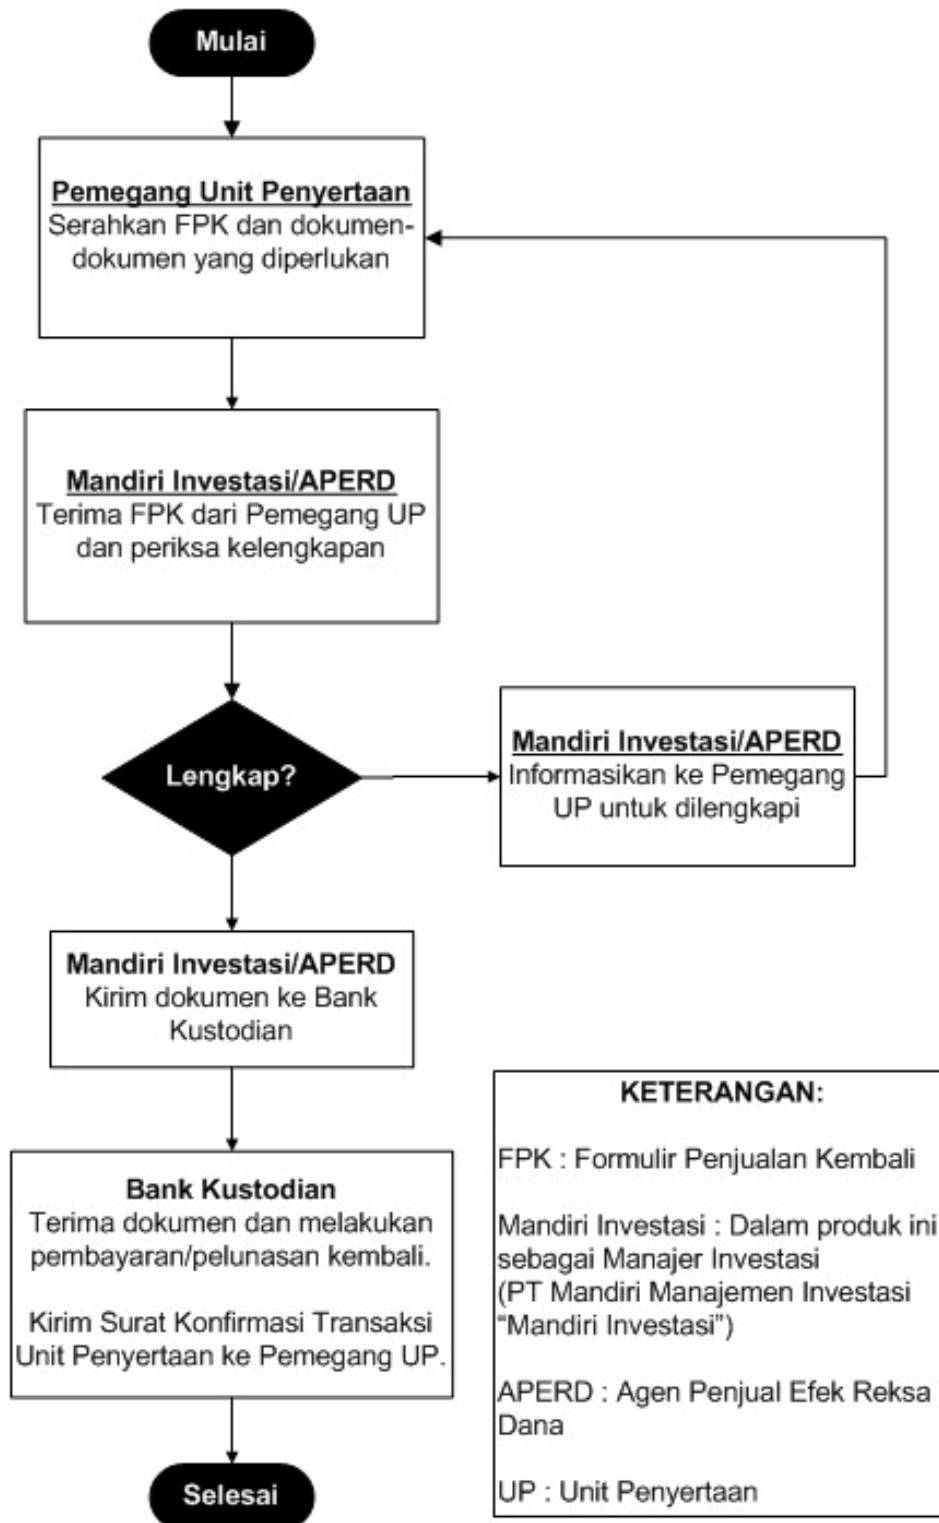 Mulai
Pemegang Unit Penyertaan
Serahkan FPK dan dokumen-
dokumen yang diperlukan
Mandiri Investasi/APERD
Terima FPK dari Pemegang UP
dan periksa kelengkapan
Lengkap?
Mandiri Investasi/APERD
Informasikan ke Pemegang
UP untuk dilengkapi
Mandiri Investasi/APERD
Kirim dokumen ke Bank
Kustodian
Bank Kustodian
Terima dokumen dan melakukan
pembayaran/pelunasan kembali.
Kirim Surat Konfirmasi Transaksi
Unit Penyertaan ke Pemegang UP.
Selesai
KETERANGAN:
FPK : Formulir Penjualan Kembali
Mandiri Investasi : Dalam produk ini
sebagai Manajer Investasi
(PT Mandiri Manajemen Investasi
“Mandiri Investasi”)
APERD : Agen Penjual Efek Reksa
Dana
UP : Unit Penyertaan